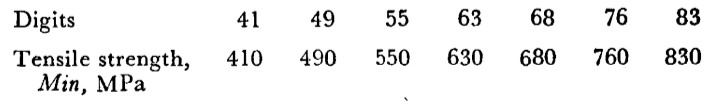 Digits 41 49 55 63 68 76 83
Tensile strength, 410 490 550 630 680 760 830
Min, MPa